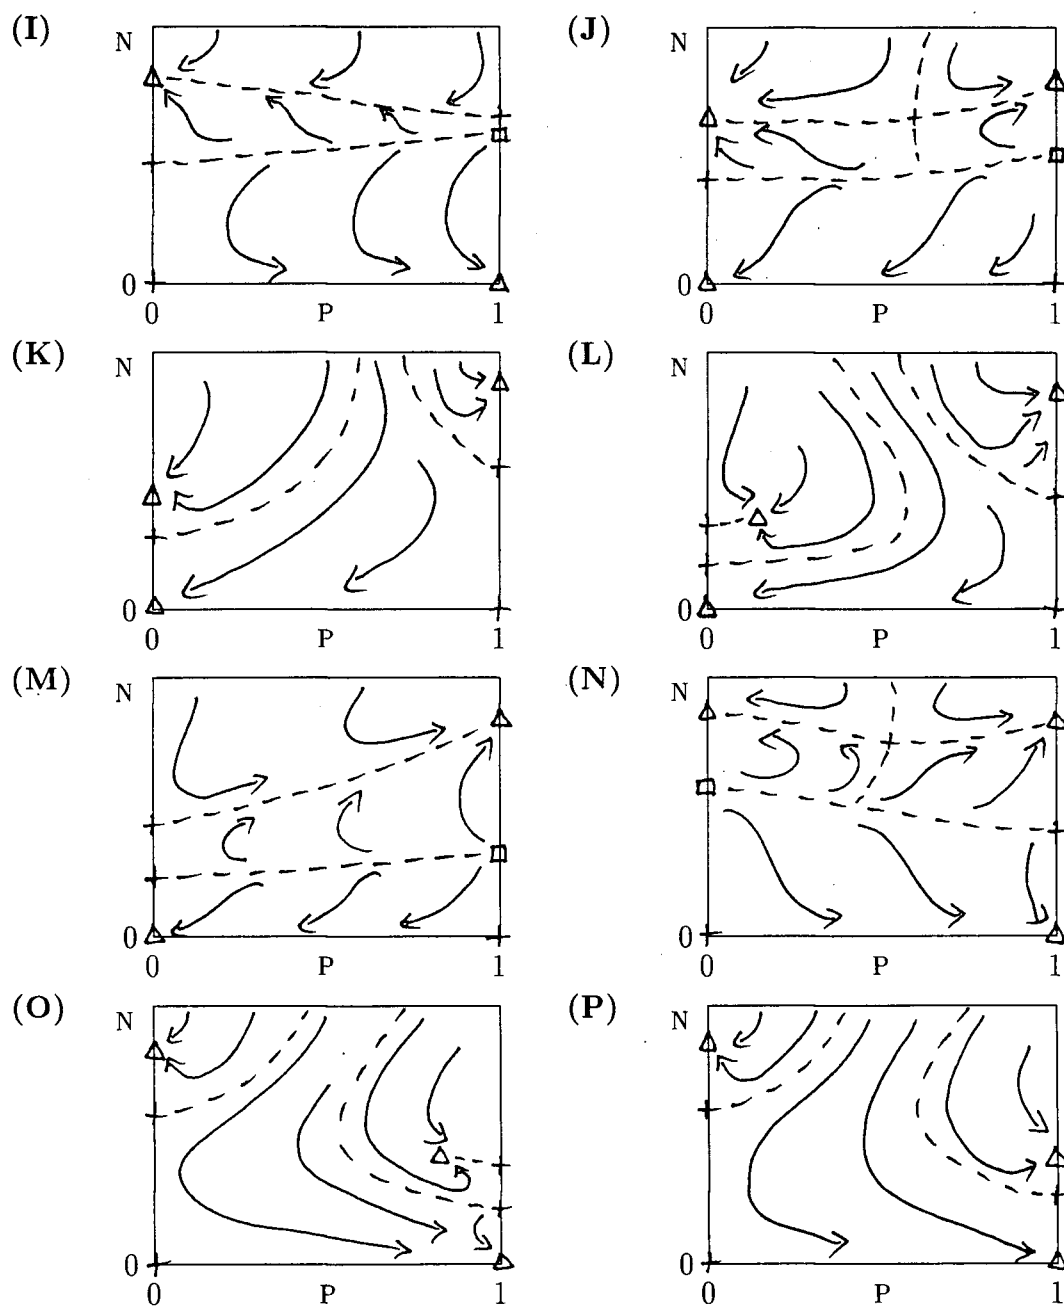 (I) N 0 0 P 1
(J) N 0 0 P 1
(K) N 0 0 P 1
(L) N 0 0 P 1
(M) N 0 0 P 1
(N) N 0 0 P 1
(O) N 0 0 P 1
(P) N 0 0 P 1